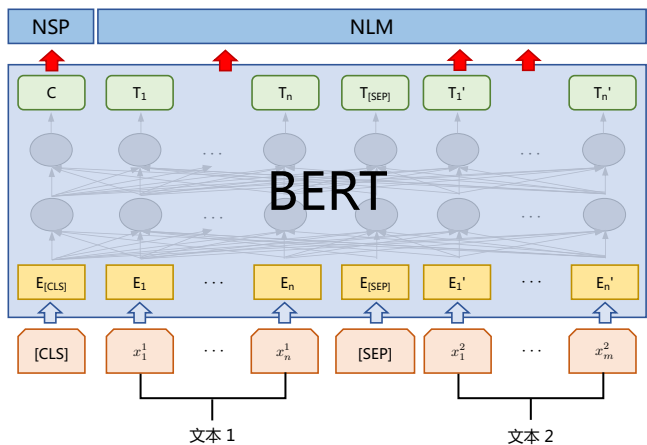 NSP NLM
C T₁ Tₙ T[SEP] T₁' Tₙ'
...
...
BERT
...
...
E[CLS] E₁ ... Eₙ E[SEP] E₁' ... Eₙ'
[CLS] x₁¹ ... xₙ¹ [SEP] x₁² ... xₘ²
文本 1 文本 2